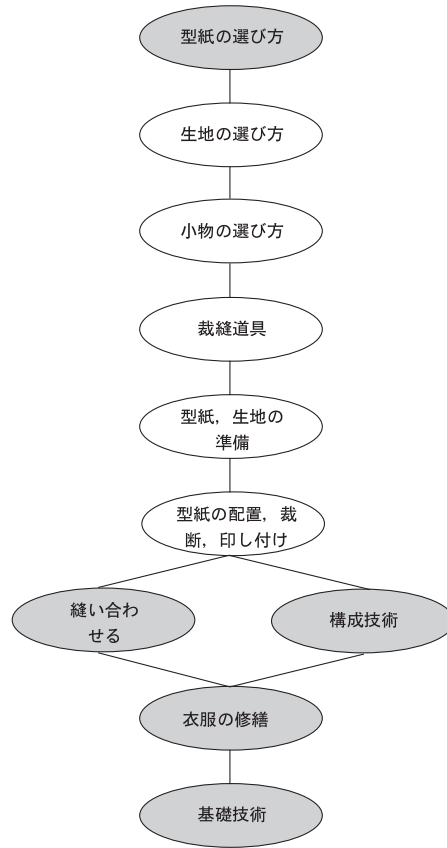 型紙の選び方
生地の選び方
小物の選び方
裁縫道具
型紙，生地の
準備
型紙の配置，裁
断，印し付け
縫い合わ
せる
構成技術
衣服の修繕
基礎技術